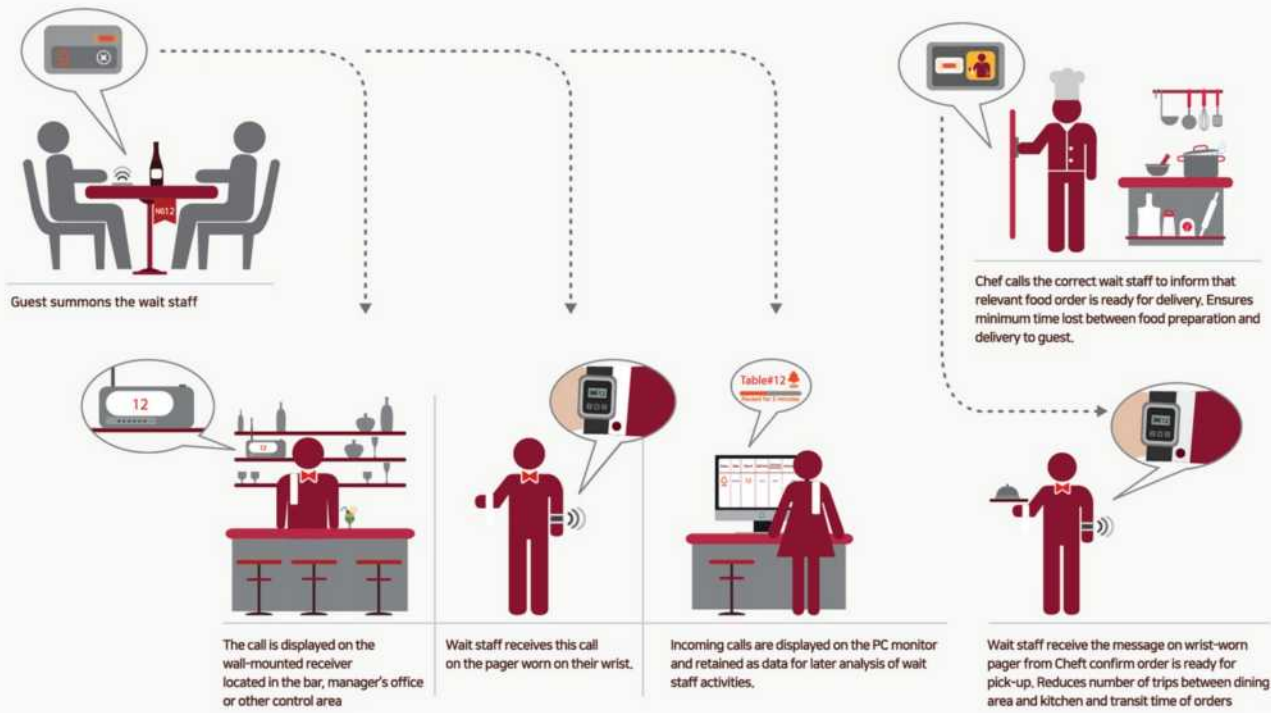 NO12
Guest summons the wait staff
Chef calls the correct wait staff to inform that
relevant food order is ready for delivery. Ensures
minimum time lost between food preparation and
delivery to guest.
12
12
Table#12
The call is displayed on the
wall-mounted receiver
located in the bar, manager's office
or other control area
Wait staff receives this call
on the pager worn on their wrist.
Incoming calls are displayed on the PC monitor
and retained as data for later analysis of wait
staff activities.
Wait staff receive the message on wrist-worn
pager from Cheft confirm order is ready for
pick-up. Reduces number of trips between dining
area and kitchen and transit time of orders